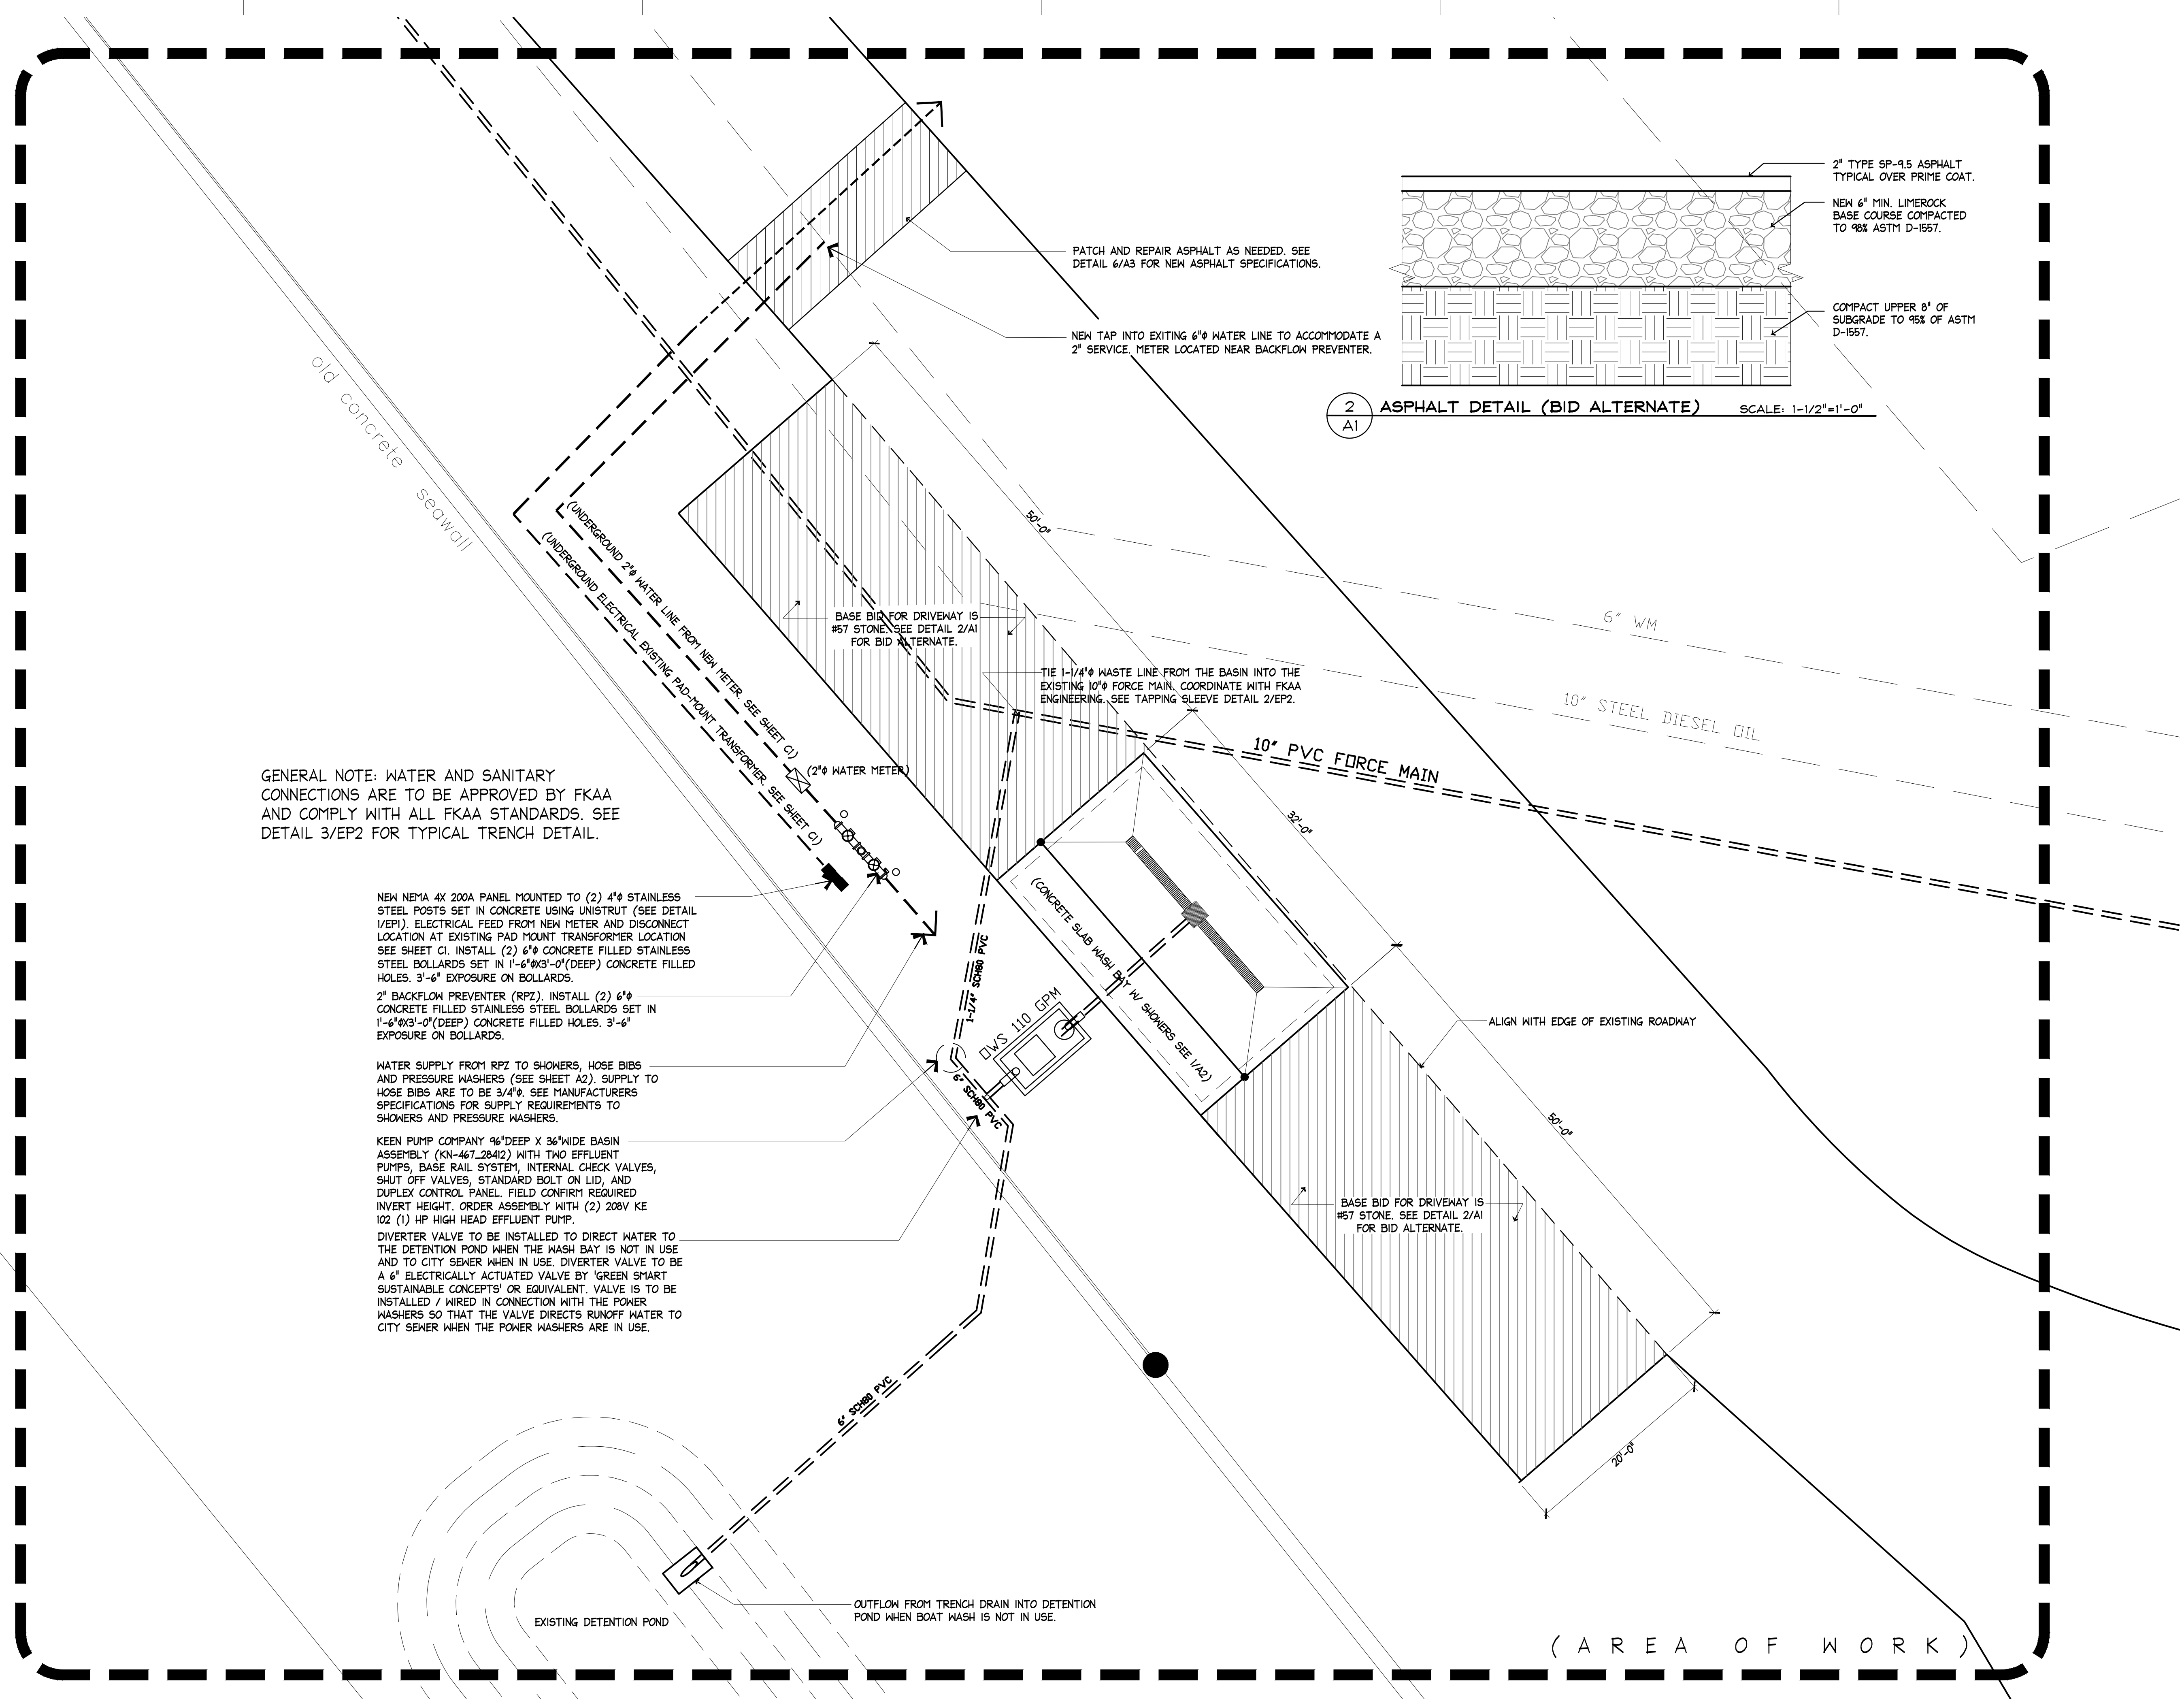 2" TYPE SP-9.5 ASPHALT
TYPICAL OVER PRIME COAT.
NEW 6" MIN. LIMEROCK
BASE COURSE COMPACTED
TO 98% ASTM D-1557.
COMPACT UPPER 8" OF
SUBGRADE TO 95% OF ASTM
D-1557.
2
A1
ASPHALT DETAIL (BID ALTERNATE)
SCALE: 1-1/2"=1'-0"
PATCH AND REPAIR ASPHALT AS NEEDED. SEE
DETAIL 6/A3 FOR NEW ASPHALT SPECIFICATIONS.
NEW TAP INTO EXITING 6"Ø WATER LINE TO ACCOMMODATE A
2" SERVICE. METER LOCATED NEAR BACKFLOW PREVENTER.
old concrete seawall
(UNDERGROUND 2"Ø WATER LINE FROM NEW METER. SEE SHEET C1)
(UNDERGROUND ELECTRICAL EXISTING PAD-MOUNT TRANSFORMER. SEE SHEET C1)
50'-0"
BASE BID FOR DRIVEWAY IS
#57 STONE. SEE DETAIL 2/A1
FOR BID ALTERNATE.
6" WM
10" STEEL DIESEL OIL
TIE 1-1/4"Ø WASTE LINE FROM THE BASIN INTO THE
EXISTING 10"Ø FORCE MAIN. COORDINATE WITH FKAA
ENGINEERING. SEE TAPPING SLEEVE DETAIL 2/EP2.
10" PVC FORCE MAIN
(2"Ø WATER METER)
32'-0"
GENERAL NOTE: WATER AND SANITARY
CONNECTIONS ARE TO BE APPROVED BY FKAA
AND COMPLY WITH ALL FKAA STANDARDS. SEE
DETAIL 3/EP2 FOR TYPICAL TRENCH DETAIL.
NEW NEMA 4X 200A PANEL MOUNTED TO (2) 4"Ø STAINLESS
STEEL POSTS SET IN CONCRETE USING UNISTRUT (SEE DETAIL
1/EP1). ELECTRICAL FEED FROM NEW METER AND DISCONNECT
LOCATION AT EXISTING PAD MOUNT TRANSFORMER LOCATION
SEE SHEET C1. INSTALL (2) 6"Ø CONCRETE FILLED STAINLESS
STEEL BOLLARDS SET IN 1'-6"ØX3'-0"(DEEP) CONCRETE FILLED
HOLES. 3'-6" EXPOSURE ON BOLLARDS.
2" BACKFLOW PREVENTER (RPZ). INSTALL (2) 6"Ø
CONCRETE FILLED STAINLESS STEEL BOLLARDS SET IN
1'-6"ØX3'-0"(DEEP) CONCRETE FILLED HOLES. 3'-6"
EXPOSURE ON BOLLARDS.
WATER SUPPLY FROM RPZ TO SHOWERS, HOSE BIBS
AND PRESSURE WASHERS (SEE SHEET A2). SUPPLY TO
HOSE BIBS ARE TO BE 3/4"Ø. SEE MANUFACTURERS
SPECIFICATIONS FOR SUPPLY REQUIREMENTS TO
SHOWERS AND PRESSURE WASHERS.
KEEN PUMP COMPANY 96"DEEP X 36"WIDE BASIN
ASSEMBLY (KN-467_28412) WITH TWO EFFLUENT
PUMPS, BASE RAIL SYSTEM, INTERNAL CHECK VALVES,
SHUT OFF VALVES, STANDARD BOLT ON LID, AND
DUPLEX CONTROL PANEL. FIELD CONFIRM REQUIRED
INVERT HEIGHT. ORDER ASSEMBLY WITH (2) 208V KE
102 (1) HP HIGH HEAD EFFLUENT PUMP.
DIVERTER VALVE TO BE INSTALLED TO DIRECT WATER TO
THE DETENTION POND WHEN THE WASH BAY IS NOT IN USE
AND TO CITY SEWER WHEN IN USE. DIVERTER VALVE TO BE
A 6" ELECTRICALLY ACTUATED VALVE BY 'GREEN SMART
SUSTAINABLE CONCEPTS' OR EQUIVALENT. VALVE IS TO BE
INSTALLED / WIRED IN CONNECTION WITH THE POWER
WASHERS SO THAT THE VALVE DIRECTS RUNOFF WATER TO
CITY SEWER WHEN THE POWER WASHERS ARE IN USE.
(CONCRETE SLAB WASH BAY W/ SHOWERS SEE 1/A2)
1-1/4" SCH80 PVC
OWS 110 GPM
6" SCH80 PVC
ALIGN WITH EDGE OF EXISTING ROADWAY
50'-0"
BASE BID FOR DRIVEWAY IS
#57 STONE. SEE DETAIL 2/A1
FOR BID ALTERNATE.
20'-0"
6" SCH80 PVC
OUTFLOW FROM TRENCH DRAIN INTO DETENTION
POND WHEN BOAT WASH IS NOT IN USE.
EXISTING DETENTION POND
(AREA OF WORK)